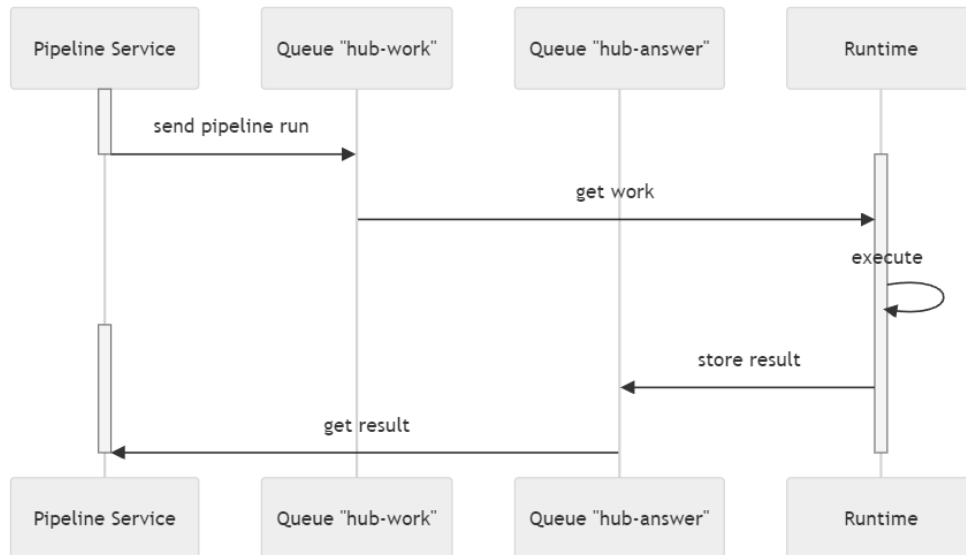 Pipeline Service
Queue "hub-work"
Queue "hub-answer"
Runtime
send pipeline run
get work
execute
store result
get result
Pipeline Service
Queue "hub-work"
Queue "hub-answer"
Runtime